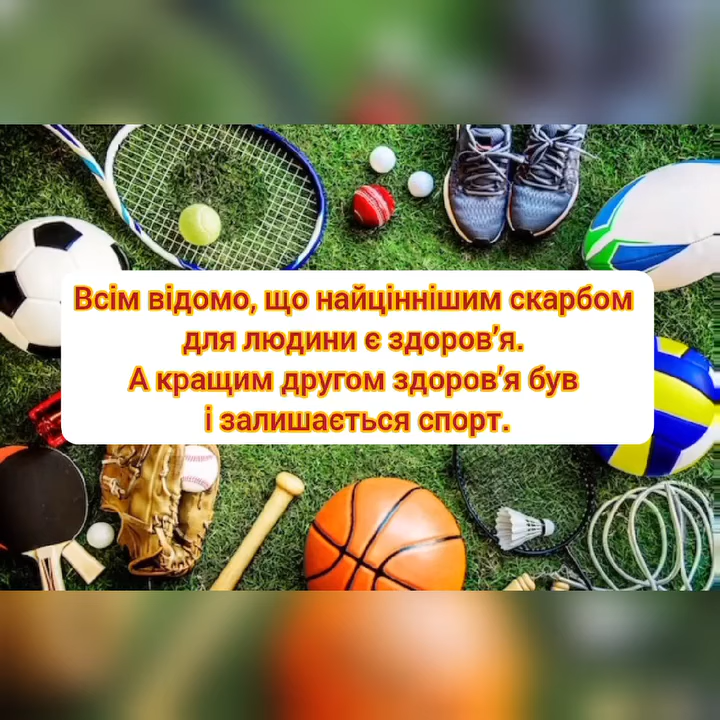 Всім відомо, що найціннішим скарбом
для людини є здоров’я.
А кращим другом здоров’я був
і залишається спорт.